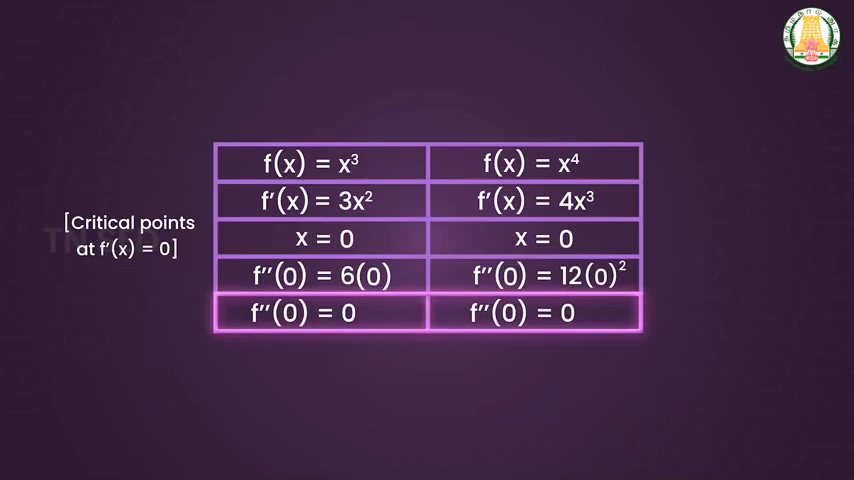 f(x) = x³ f(x) = x⁴
f′(x) = 3x² f′(x) = 4x³
[Critical points
at f′(x) = 0]
x = 0 x = 0
f′′(0) = 6(0) f′′(0) = 12(0)²
f′′(0) = 0 f′′(0) = 0